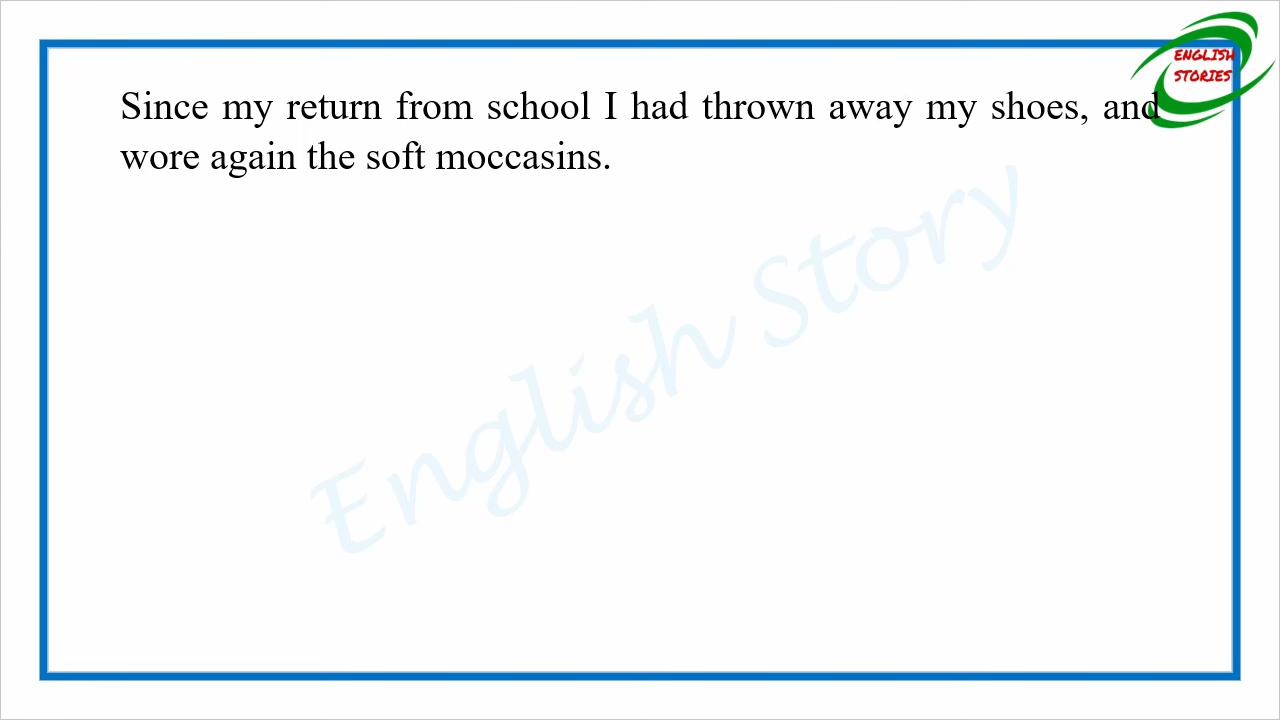 ENGLISH
STORIES
Since my return from school I had thrown away my shoes, and
wore again the soft moccasins.
English Story